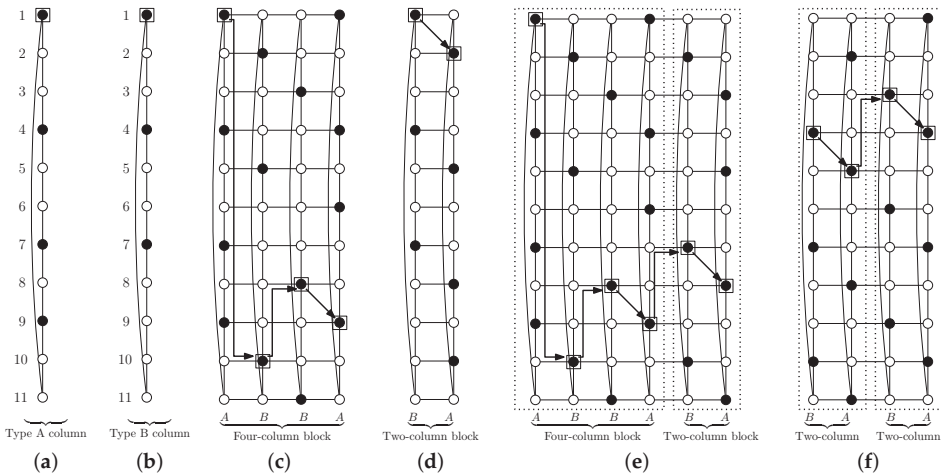 1
2
3
4
5
6
7
8
9
10
11
Type A column
(a)
1
2
3
4
5
6
7
8
9
10
11
Type B column
(b)
A B B A
Four-column block
(c)
B A
Two-column block
(d)
A B B A B A
Four-column block Two-column block
(e)
B A B A
Two-column Two-column
(f)